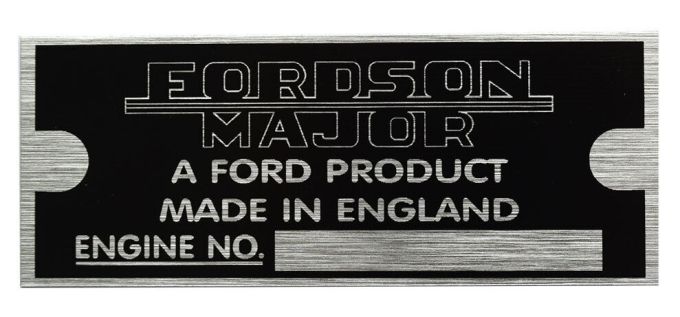 FORDSON
MAJOR
A FORD PRODUCT
MADE IN ENGLAND
ENGINE NO.